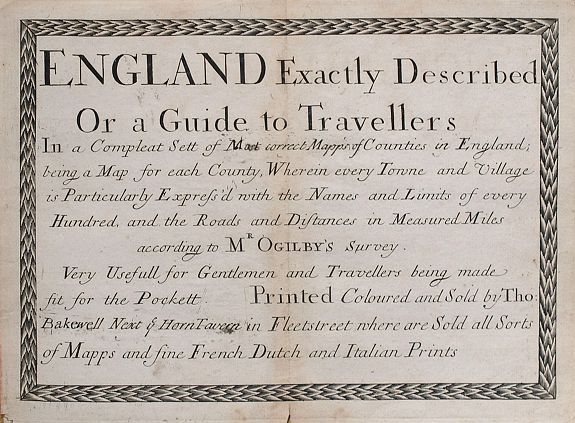 ENGLAND Exactly Described
Or a Guide to Travellers
In a Compleat Sett of Most correct Mapps of Counties in England;
being a Map for each County, Wherein every Towne and Village
is Particularly Express'd with the Names and Limits of every
Hundred, and the Roads and Distances in Measured Miles
according to Mr OGILBY'S Survey.
Very Usefull for Gentlemen and Travellers being made
fit for the Pockett. Printed Coloured and Sold by Tho:
Bakewell Next ye Horn Tavern in Fleetstreet where are Sold all Sorts
of Mapps and fine French Dutch and Italian Prints